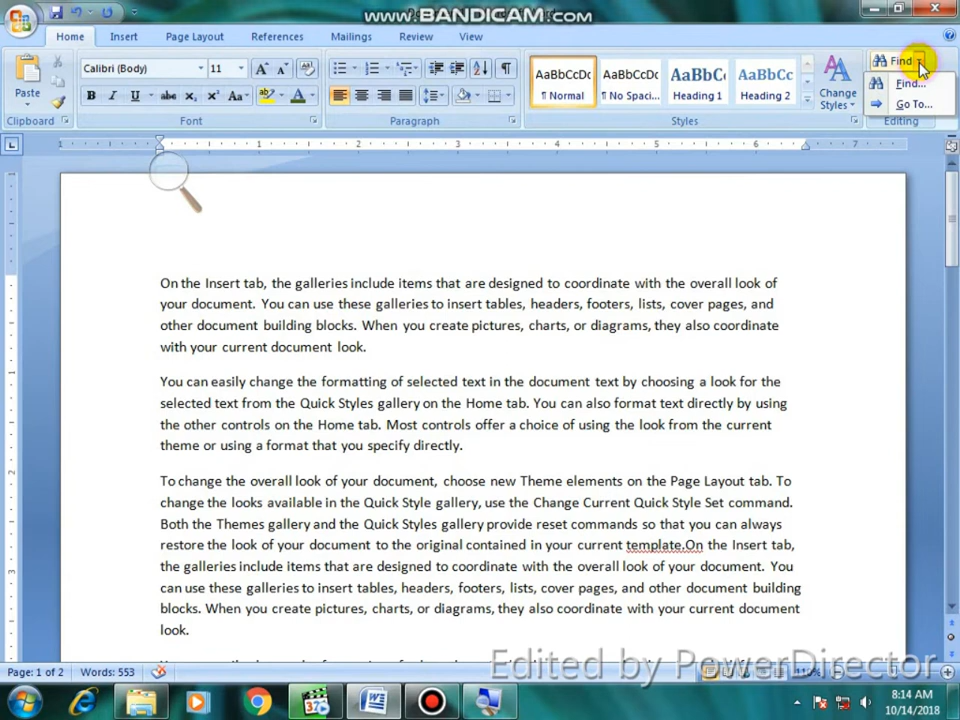 www.BANDICAM.com
Home Insert Page Layout References Mailings Review View
Paste
Clipboard
Calibri (Body) 11
B I U abe X₂ X² Aa
Font
Paragraph
AaBbCcDc AaBbCcDc AaBbC AaBbCc
¶ Normal ¶ No Spaci... Heading 1 Heading 2
Change Styles
Styles
Find
Find...
Go To...
Editing
1 1 2 3 4 5 6 7
On the Insert tab, the galleries include items that are designed to coordinate with the overall look of
your document. You can use these galleries to insert tables, headers, footers, lists, cover pages, and
other document building blocks. When you create pictures, charts, or diagrams, they also coordinate
with your current document look.
You can easily change the formatting of selected text in the document text by choosing a look for the
selected text from the Quick Styles gallery on the Home tab. You can also format text directly by using
the other controls on the Home tab. Most controls offer a choice of using the look from the current
theme or using a format that you specify directly.
To change the overall look of your document, choose new Theme elements on the Page Layout tab. To
change the looks available in the Quick Style gallery, use the Change Current Quick Style Set command.
Both the Themes gallery and the Quick Styles gallery provide reset commands so that you can always
restore the look of your document to the original contained in your current template.On the Insert tab,
the galleries include items that are designed to coordinate with the overall look of your document. You
can use these galleries to insert tables, headers, footers, lists, cover pages, and other document building
blocks. When you create pictures, charts, or diagrams, they also coordinate with your current document
look.
Edited by PowerDirector
Page: 1 of 2 Words: 553
8:14 AM
10/14/2018